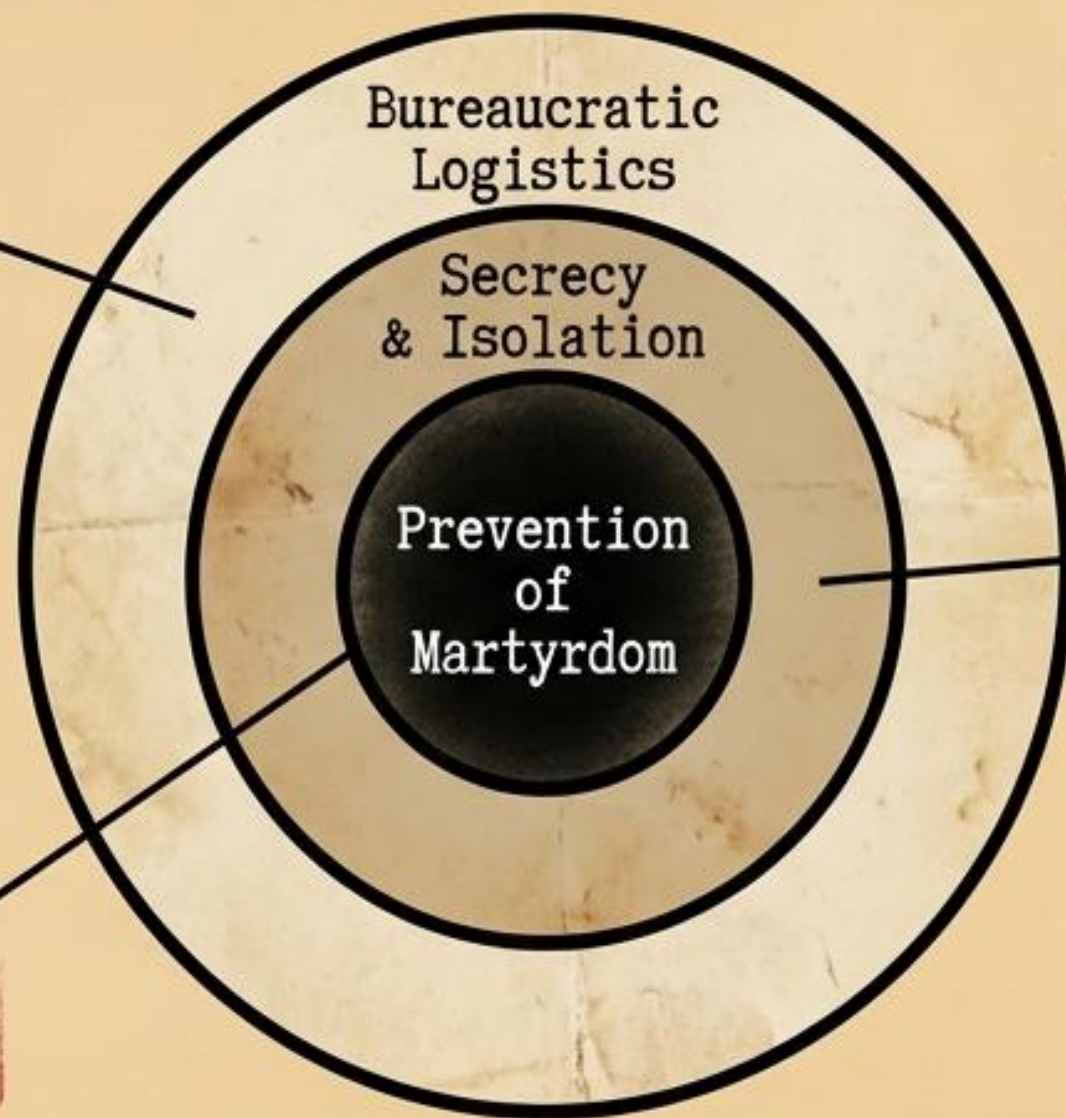 Bureaucratic
Logistics
Secrecy
& Isolation
Prevention
of
Martyrdom